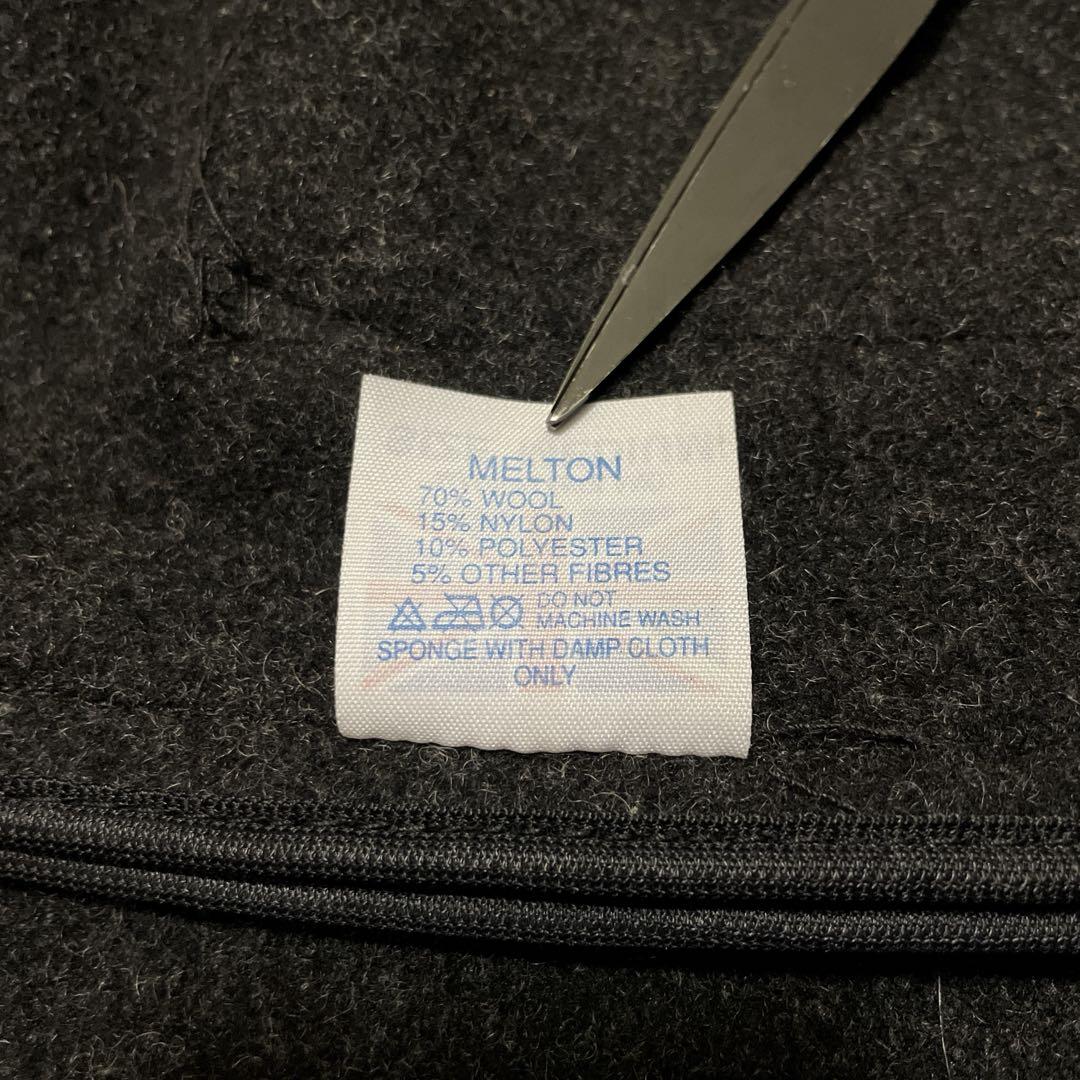 MELTON
70% WOOL
15% NYLON
10% POLYESTER
5% OTHER FIBRES
DO NOT
MACHINE WASH
SPONGE WITH DAMP CLOTH
ONLY